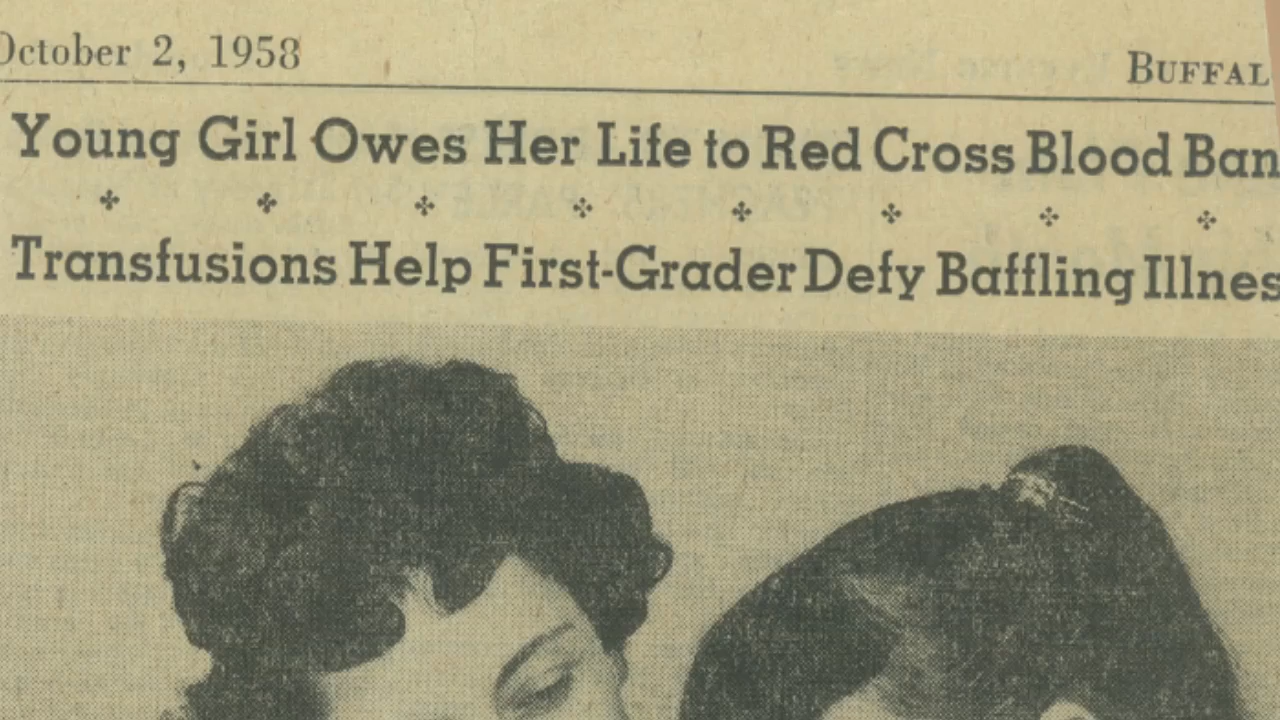 October 2, 1958
BUFFAL
Young Girl Owes Her Life to Red Cross Blood Ban
Transfusions Help First-Grader Defy Baffling Illnes